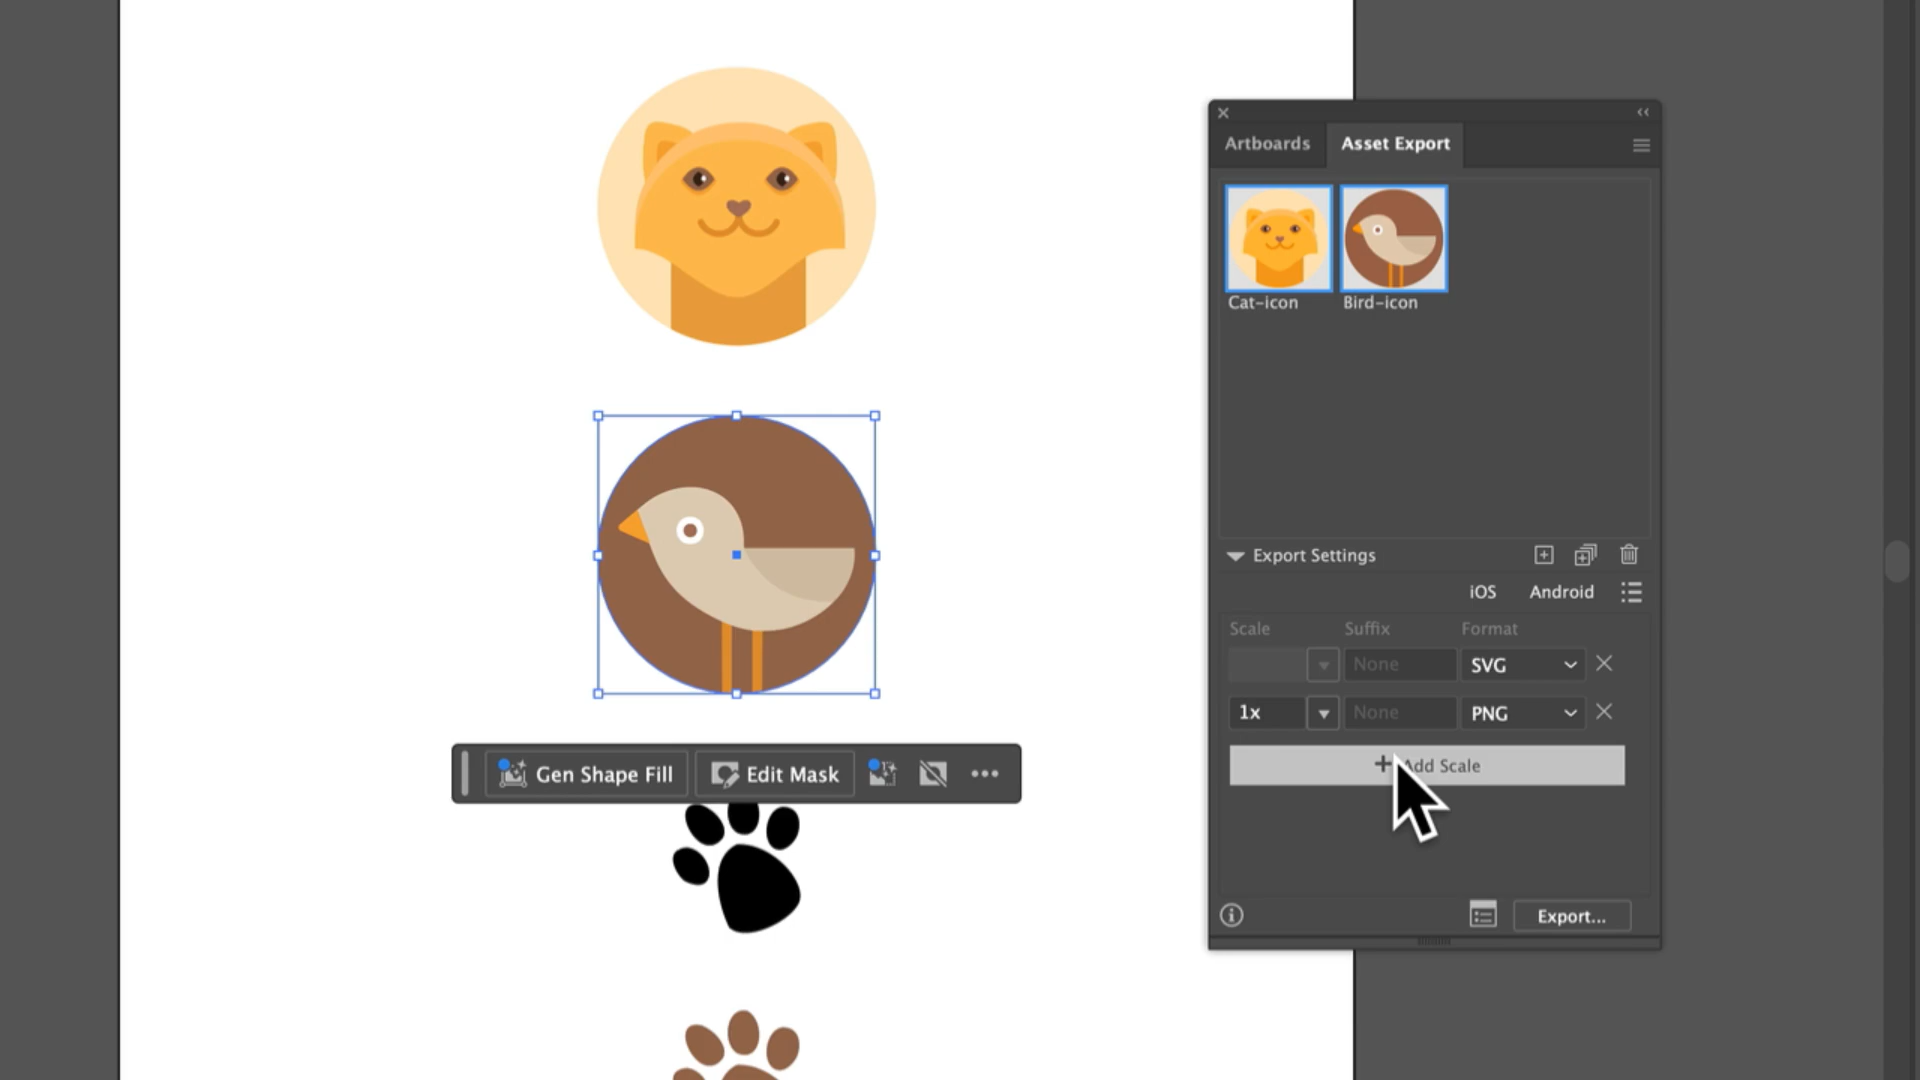 Artboards
Asset Export
Cat-icon
Bird-icon
Export Settings
iOS
Android
Scale
Suffix
Format
None
SVG
1x
None
PNG
Add Scale
Gen Shape Fill
Edit Mask
Export...